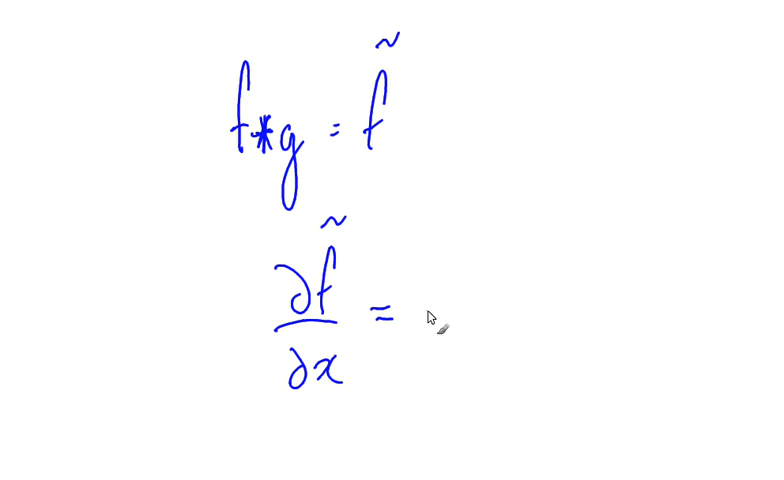 f*g = f̃
∂f̃/∂x =